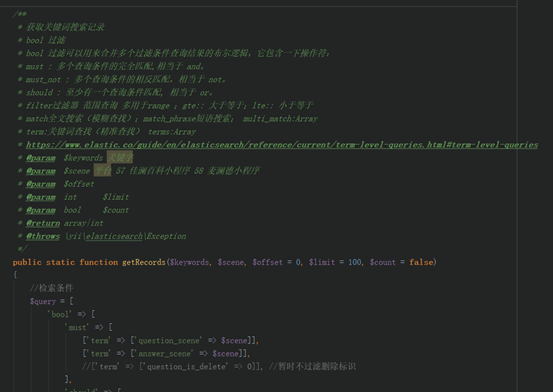 /**
* 获取关键词搜索记录
* bool 过滤
* bool 过滤可以用来合并多个过滤条件查询结果的布尔逻辑，它包含一下操作符：
* must : 多个查询条件的完全匹配,相当于 and。
* must_not : 多个查询条件的相反匹配，相当于 not。
* should : 至少有一个查询条件匹配, 相当于 or。
* filter过滤器 范围查询 多用于range ；gte:: 大于等于；lte:: 小于等于
* match全文搜索（模糊查找）；match_phrase短语搜索； multi_match:Array
* term:关键词查找（精准查找） terms:Array
* https://www.elastic.co/guide/en/elasticsearch/reference/current/term-level-queries.html#term-level-queries
* @param $keywords 关键字
* @param $scene 平台 57 佳澜百科小程序 58 麦澜德小程序
* @param $offset
* @param int $limit
* @param bool $count
* @return array|int
* @throws \yii\elasticsearch\Exception
*/
public static function getRecords($keywords, $scene, $offset = 0, $limit = 100, $count = false)
{
//检索条件
$query = [
'bool' => [
'must' => [
['term' => ['question_scene' => $scene]],
['term' => ['answer_scene' => $scene]],
//['term' => ['question_is_delete' => 0]], //暂时不过滤删除标识
],
'should' => [